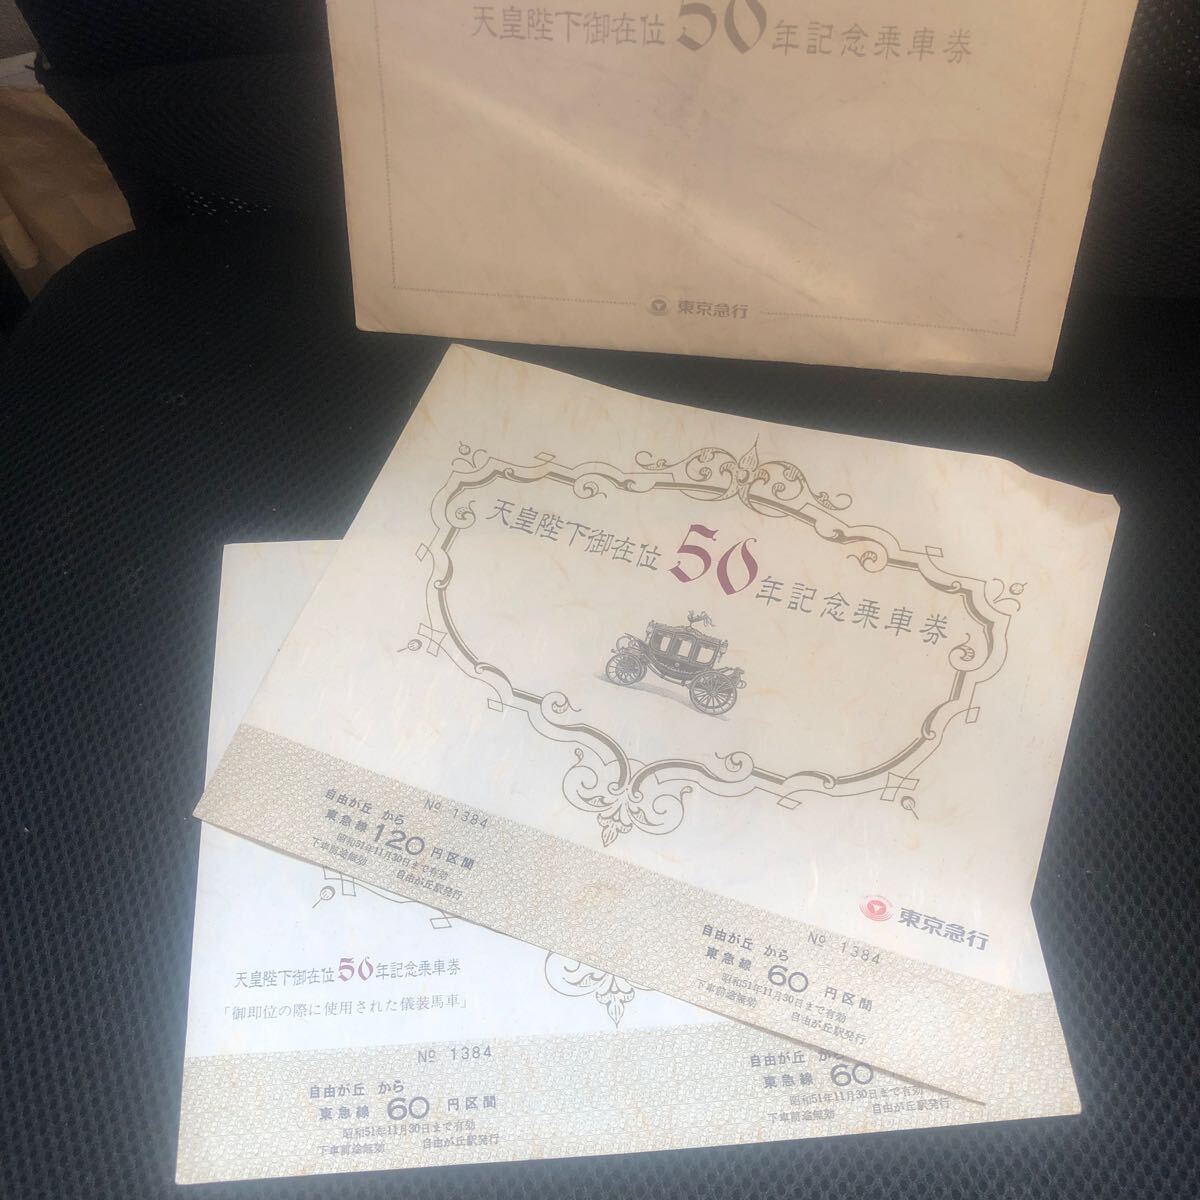 天皇陛下御在位50年記念乗車券
東京急行
天皇陛下御在位50年記念乗車券
№ 1384
自由が丘 から
東急線 120 円区間
昭和51年11月30日まで有効
下車前途無効 自由が丘駅発行
東京急行
№ 1384
自由が丘 から
東急線 60 円区間
昭和51年11月30日まで有効
下車前途無効 自由が丘駅発行
天皇陛下御在位50年記念乗車券
「御即位の際に使用された儀装馬車」
№ 1384
自由が丘 から
東急線 60 円区間
昭和51年11月30日まで有効
下車前途無効 自由が丘駅発行
自由が丘 から
東急線 60
昭和51年11月30日まで有効
下車前途無効 自由が丘駅発行